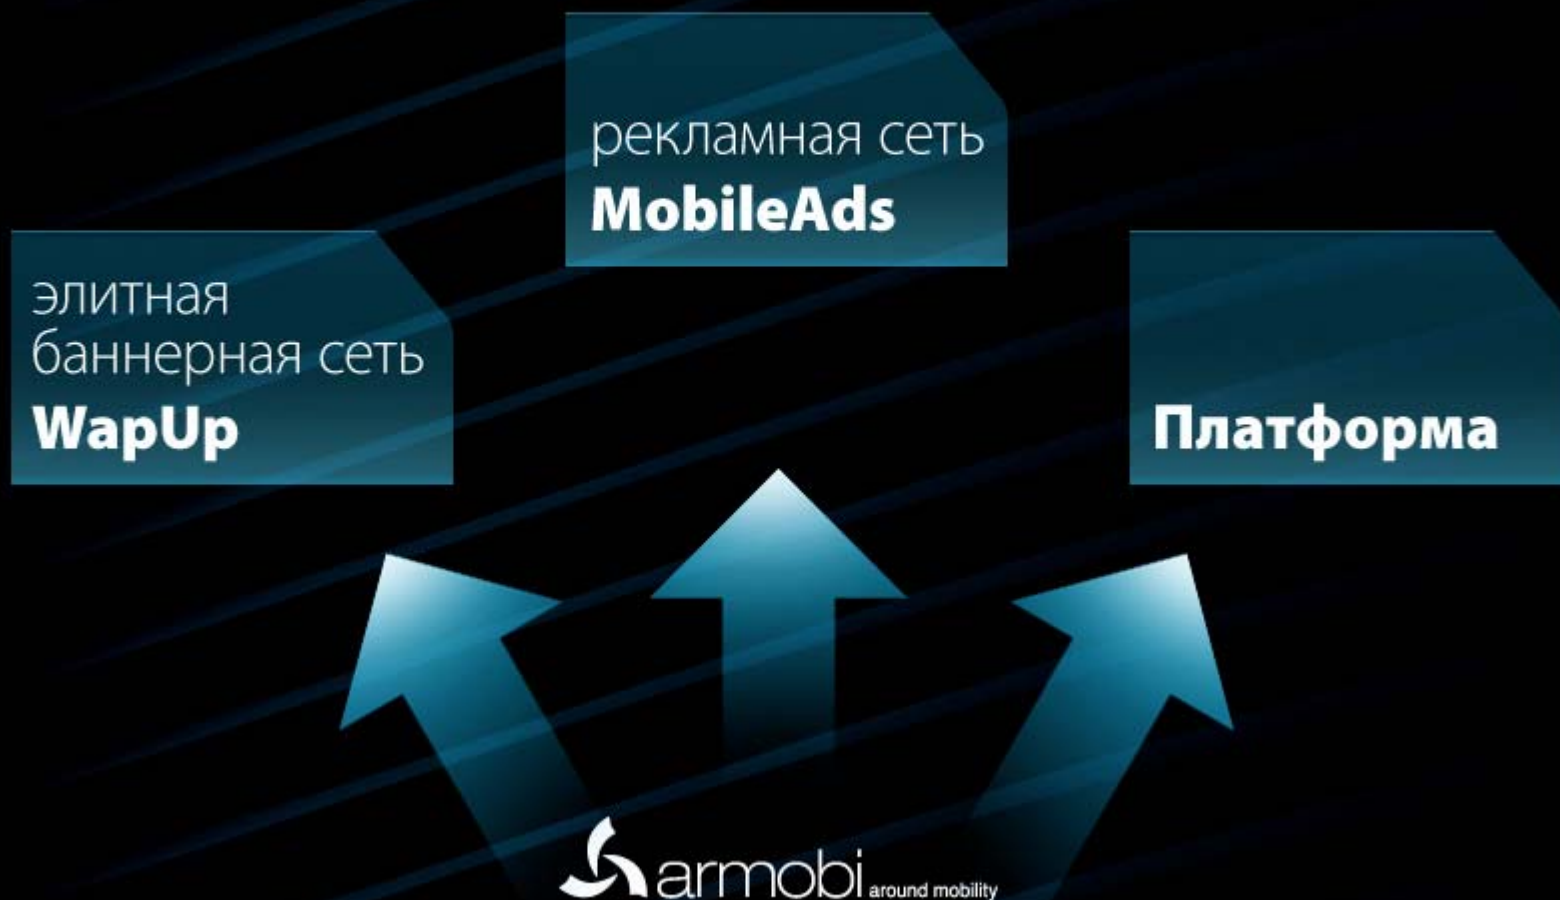 рекламная сеть
MobileAds
элитная
баннерная сеть
WapUp
Платформа
armobi around mobility